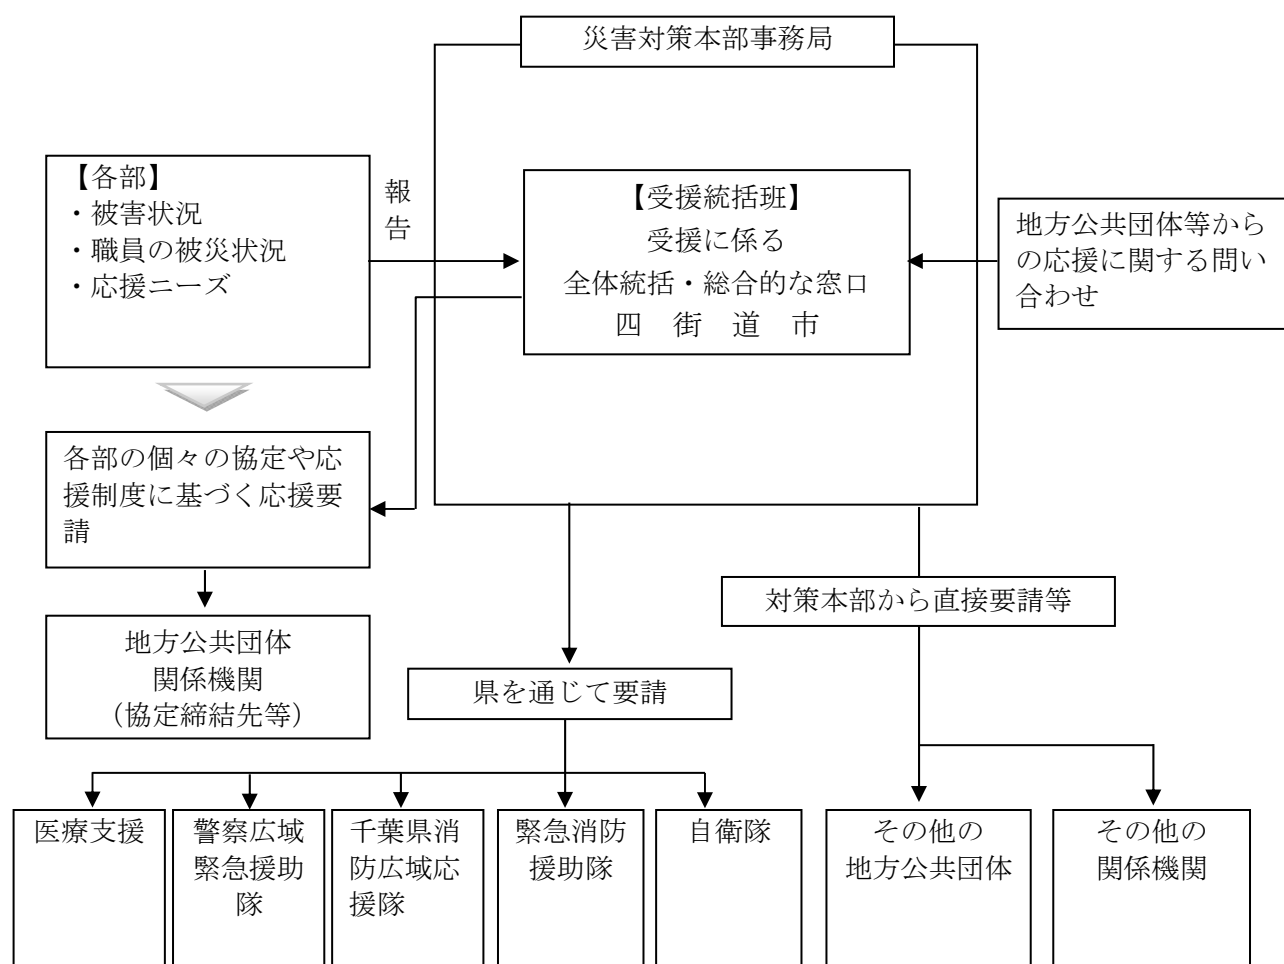 災害対策本部事務局
【各部】
・被害状況
・職員の被災状況
・応援ニーズ
報
告
【受援統括班】
受援に係る
全体統括・総合的な窓口
四 街 道 市
地方公共団体等から
の応援に関する問い
合わせ
各部の個々の協定や応
援制度に基づく応援要
請
対策本部から直接要請等
地方公共団体
関係機関
（協定締結先等）
県を通じて要請
医療支援
警察広域
緊急援助
隊
千葉県消
防広域応
援隊
緊急消防
援助隊
自衛隊
その他の
地方公共団体
その他の
関係機関